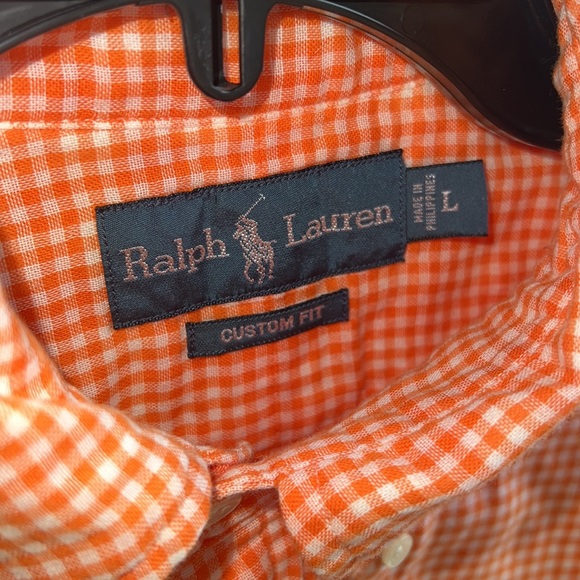 Ralph Lauren
MADE IN
PHILIPPINES
L
CUSTOM FIT